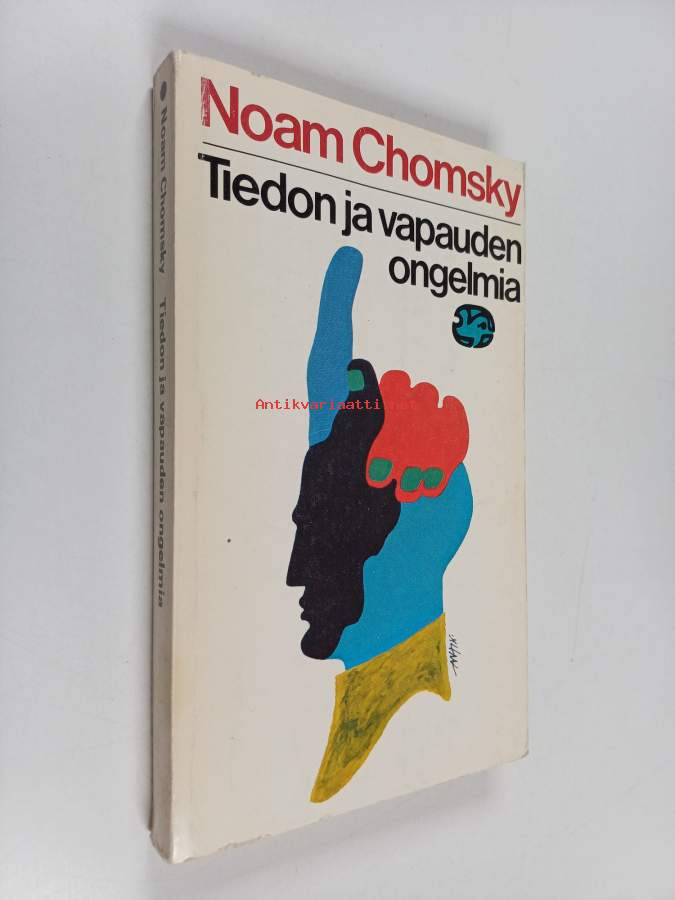 Noam Chomsky
Tiedon ja vapauden
ongelmia
Antikvariaatti.net
Noam Chomsky Tiedon ja vapauden ongelmia